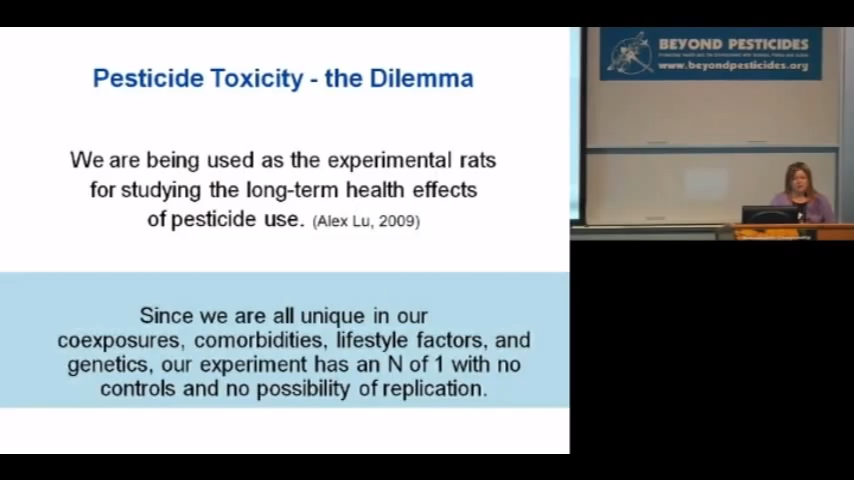 Pesticide Toxicity - the Dilemma
We are being used as the experimental rats
for studying the long-term health effects
of pesticide use. (Alex Lu, 2009)
Since we are all unique in our
coexposures, comorbidities, lifestyle factors, and
genetics, our experiment has an N of 1 with no
controls and no possibility of replication.
BEYOND PESTICIDES
www.beyondpesticides.org